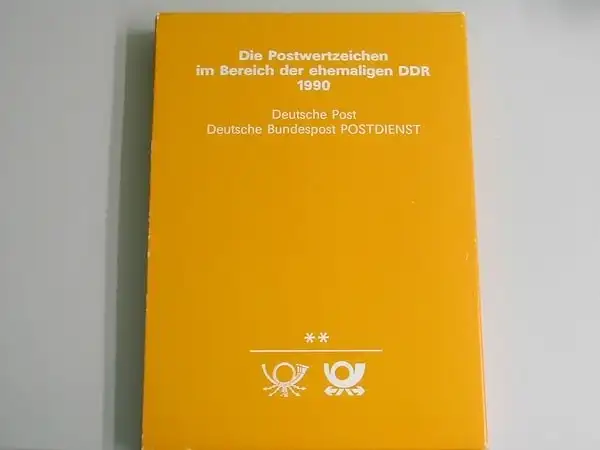 Die Postwertzeichen
im Bereich der ehemaligen DDR
1990
Deutsche Post
Deutsche Bundespost POSTDIENST
**